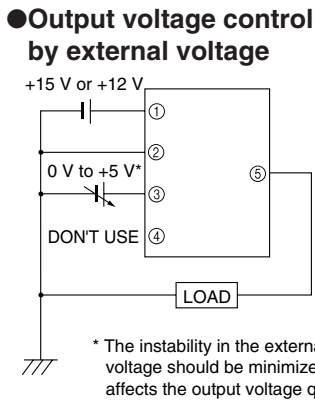 ●Output voltage control
by external voltage
+15 V or +12 V
①
②
0 V to +5 V*
⑤
③
DON'T USE ④
LOAD
* The instability in the external
voltage should be minimize
affects the output voltage q